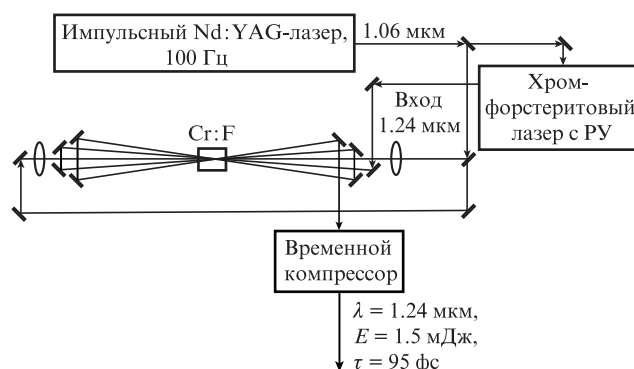 Импульсный Nd:YAG-лазер,
100 Гц
1.06 мкм
Хром-
форстеритовый
лазер с РУ
Вход
1.24 мкм
Cr:F
Временной
компрессор
λ = 1.24 мкм,
E = 1.5 мДж,
τ = 95 фс